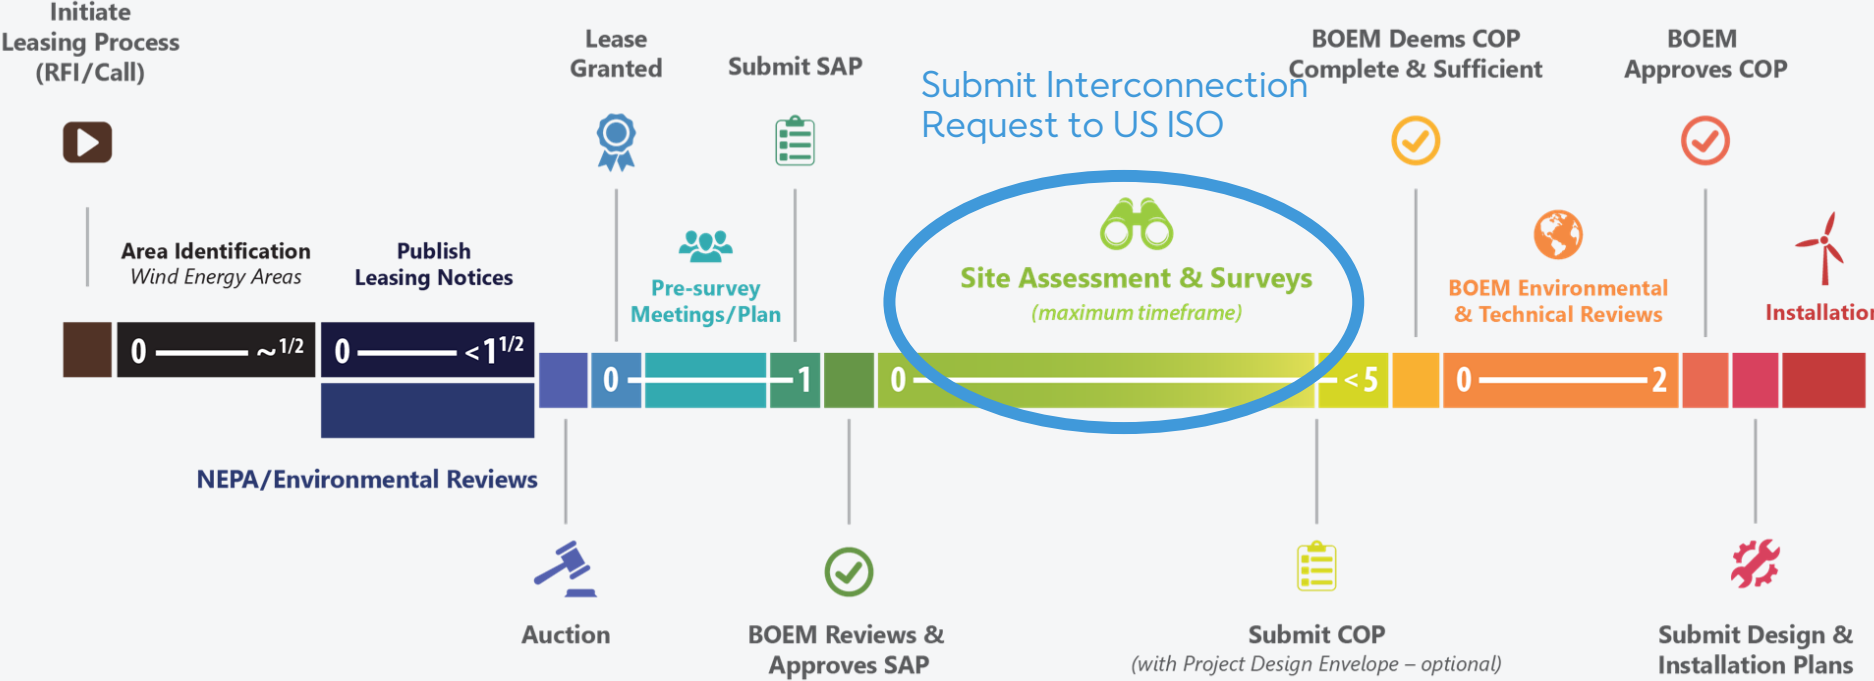 Initiate
Leasing Process
(RFI/Call)
Lease
Granted
Submit SAP
Submit Interconnection
Request to US ISO
BOEM Deems COP
Complete & Sufficient
BOEM
Approves COP
Area Identification
Wind Energy Areas
Publish
Leasing Notices
Pre-survey
Meetings/Plan
Site Assessment & Surveys
(maximum timeframe)
BOEM Environmental
& Technical Reviews
Installation
0 ~1/2
0 <1 1/2
0 1
0 <5
0 2
NEPA/Environmental Reviews
Auction
BOEM Reviews &
Approves SAP
Submit COP
(with Project Design Envelope – optional)
Submit Design &
Installation Plans